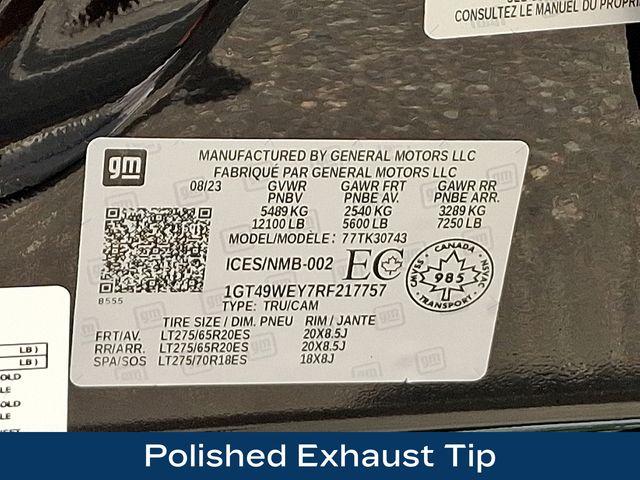 CONSULTEZ LE MANUEL DU PROPRI
gm
MANUFACTURED BY GENERAL MOTORS LLC
FABRIQUÉ PAR GENERAL MOTORS LLC
08/23 GVWR GAWR FRT GAWR RR
PNBV PNBE AV. PNBE ARR.
5489 KG 2540 KG 3289 KG
12100 LB 5600 LB 7250 LB
MODEL/MODÈLE: 77TK30743
ICES/NMB-002 EC
CANADA
NSVAC
985
SVNMC
TRANSPORT
1GT49WEY7RF217757
8555
TYPE: TRU/CAM
TIRE SIZE / DIM. PNEU RIM / JANTE
FRT/AV. LT275/65R20ES 20X8.5J
RR/ARR. LT275/65R20ES 20X8.5J
SPA/SOS LT275/70R18ES 18X8J
LB )
LB )
OLD
LE
OLD
LE
Polished Exhaust Tip